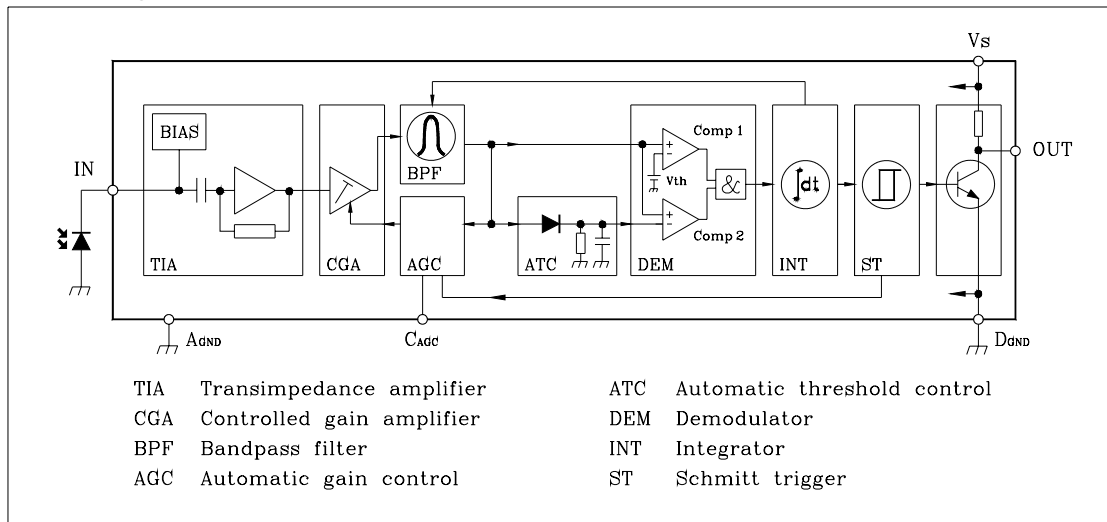 Vs
BIAS
Comp 1
OUT
IN
BPF
Vth
&
∫dt
Comp 2
TIA
CGA
AGC
ATC
DEM
INT
ST
AGND
CAGC
DGND
TIA Transimpedance amplifier
CGA Controlled gain amplifier
BPF Bandpass filter
AGC Automatic gain control
ATC Automatic threshold control
DEM Demodulator
INT Integrator
ST Schmitt trigger